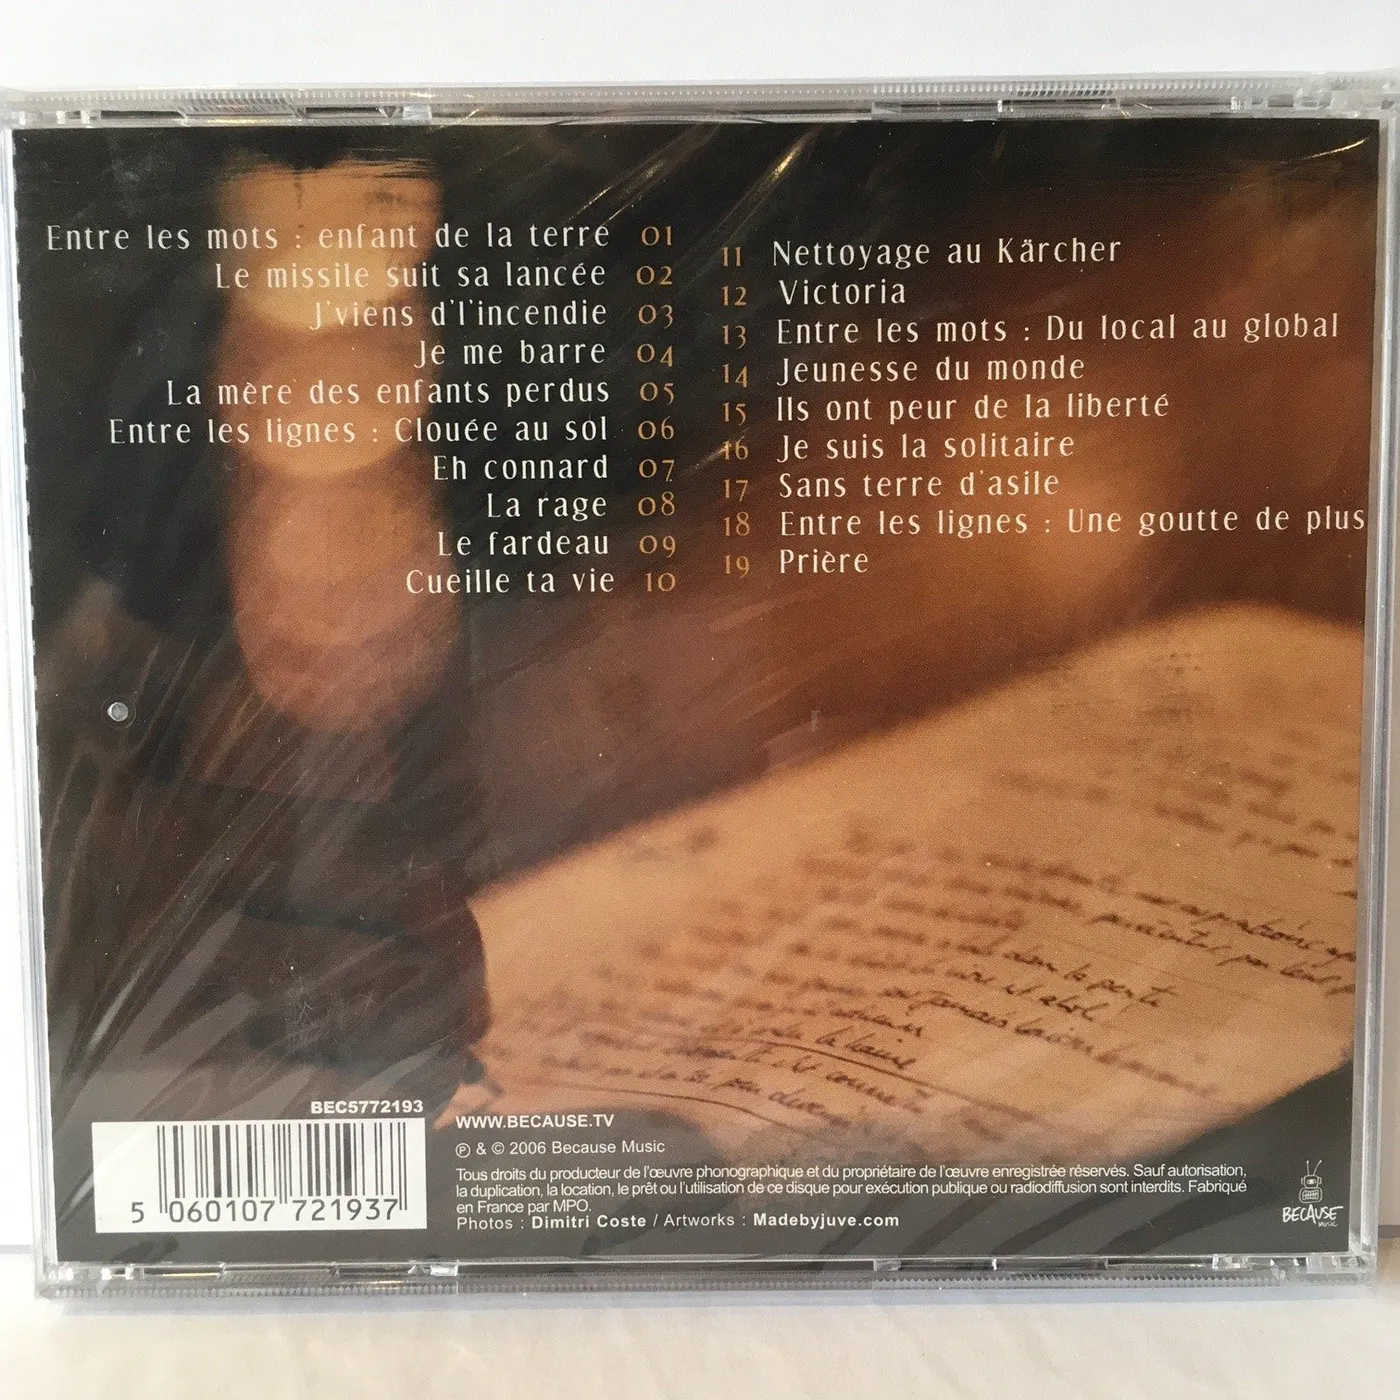 Entre les mots : enfant de la terre 01
Le missile suit sa lancée 02
J'viens d'l'incendie 03
Je me barre 04
La mère des enfants perdus 05
Entre les lignes : Clouée au sol 06
Eh connard 07
La rage 08
Le fardeau 09
Cueille ta vie 10
11 Nettoyage au Kärcher
12 Victoria
13 Entre les mots : Du local au global
14 Jeunesse du monde
15 Ils ont peur de la liberté
16 Je suis la solitaire
17 Sans terre d'asile
18 Entre les lignes : Une goutte de plus
19 Prière
BEC5772193
5 060107 721937
WWW.BECAUSE.TV
℗ & © 2006 Because Music
Tous droits du producteur de l'œuvre phonographique et du propriétaire de l'œuvre enregistrée réservés. Sauf autorisation,
la duplication, la location, le prêt ou l'utilisation de ce disque pour exécution publique ou radiodiffusion sont interdits. Fabriqué
en France par MPO.
Photos : Dimitri Coste / Artworks : Madebyjuve.com
BECAUSE
MUSIC